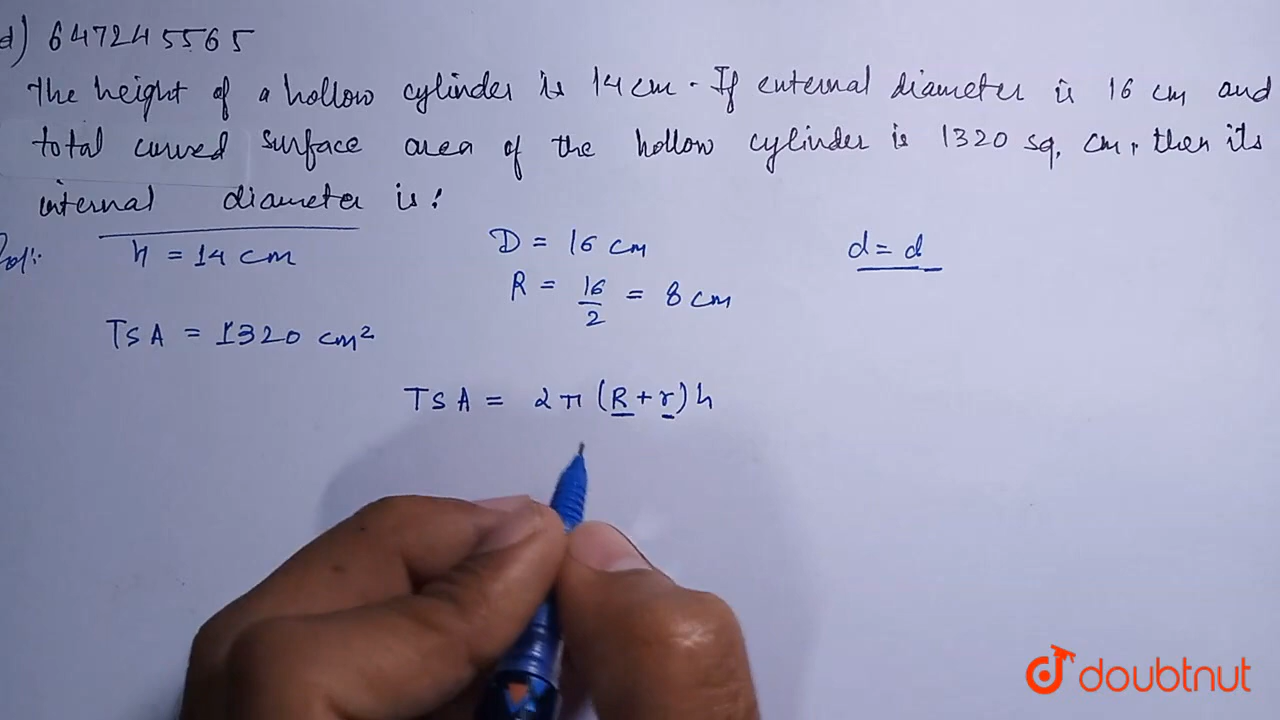 d) 647245565
The height of a hollow cylinder is 14 cm. If external diameter is 16 cm and
total curved surface area of the hollow cylinder is 1320 sq. cm, then its
internal diameter is:
Sol:
h = 14 cm
D = 16 cm
d = d
R = 16/2 = 8 cm
TSA = 1320 cm²
TSA = 2π (R + r) h
doubtnut